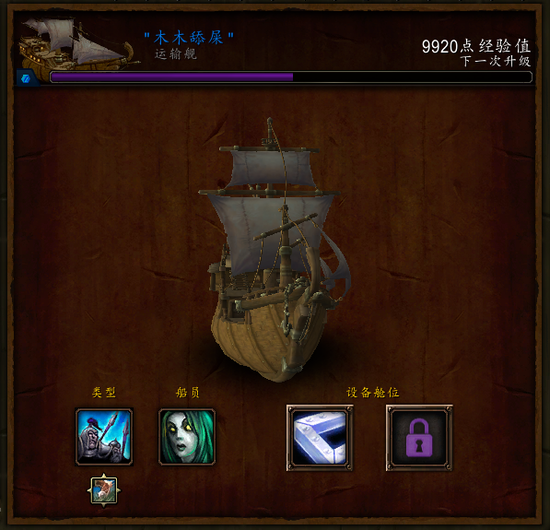 "木木舔屎"
运输舰
9920点经验值
下一次升级
类型
船员
设备舱位